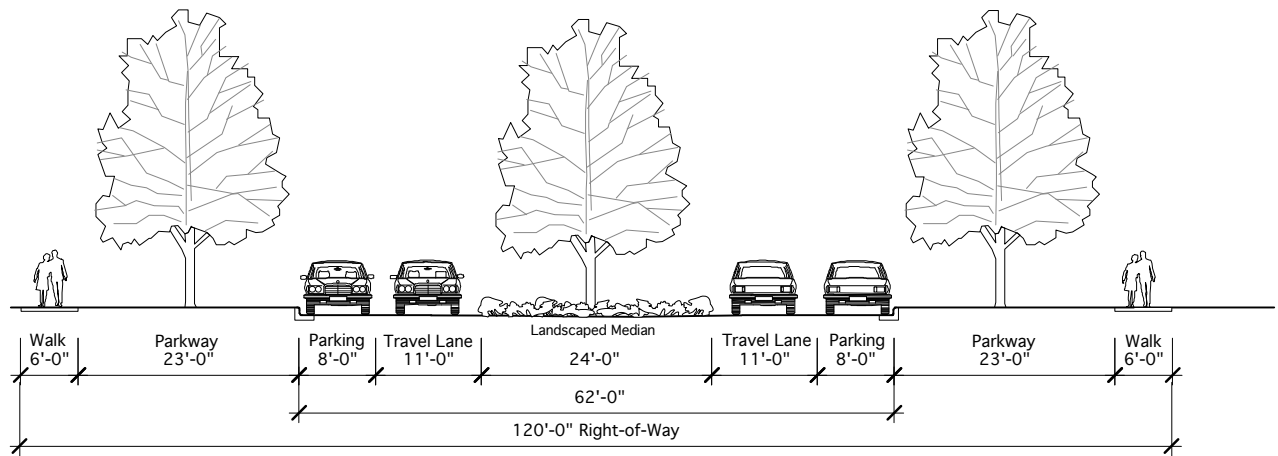 Landscaped Median
Walk Parkway Parking Travel Lane Travel Lane Parking Parkway Walk
6'-0" 23'-0" 8'-0" 11'-0" 24'-0" 11'-0" 8'-0" 23'-0" 6'-0"
62'-0"
120'-0" Right-of-Way